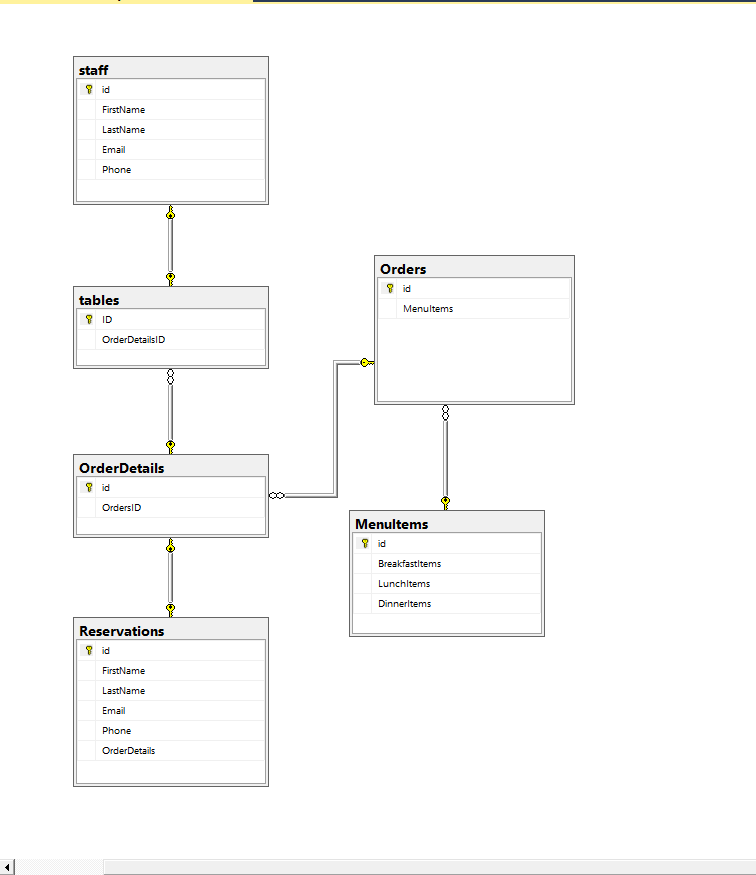 staff
id
FirstName
LastName
Email
Phone
tables
ID
OrderDetailsID
OrderDetails
id
OrdersID
Reservations
id
FirstName
LastName
Email
Phone
OrderDetails
Orders
id
MenuItems
MenuItems
id
BreakfastItems
LunchItems
DinnerItems